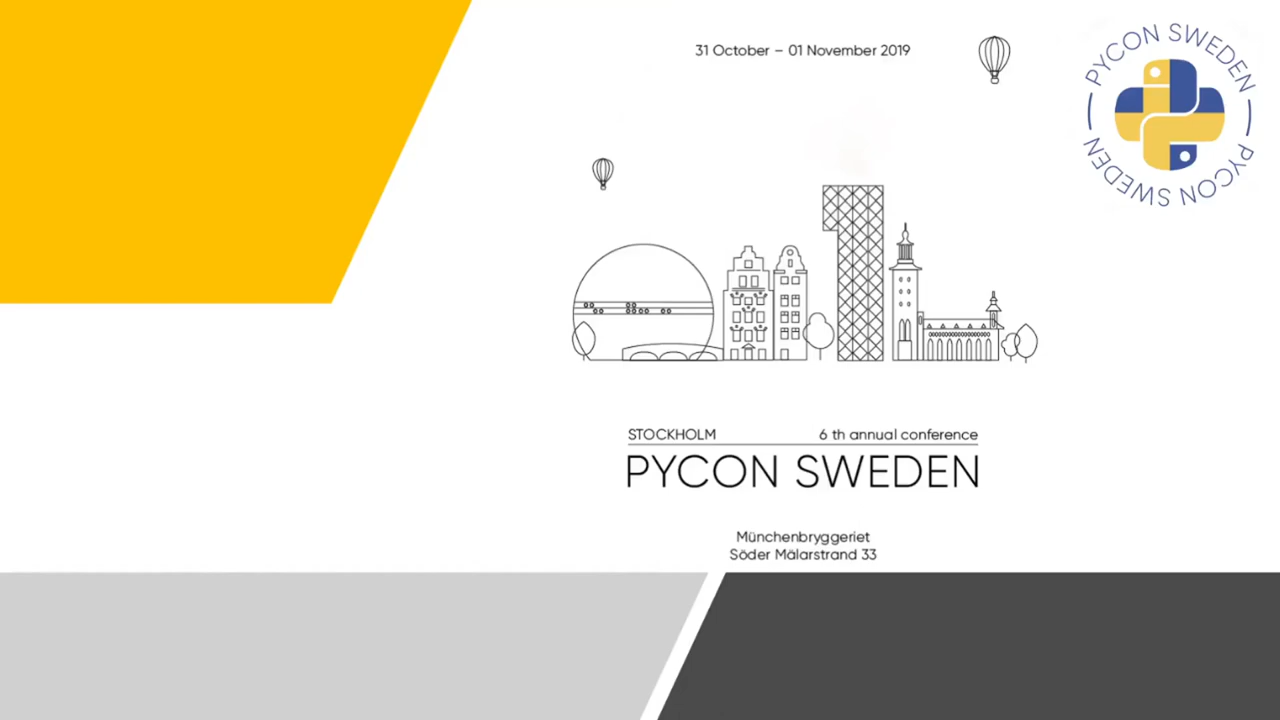 31 October – 01 November 2019
PYCON SWEDEN
PYCON SWEDEN
STOCKHOLM
6 th annual conference
PYCON SWEDEN
Münchenbryggeriet
Söder Mälarstrand 33